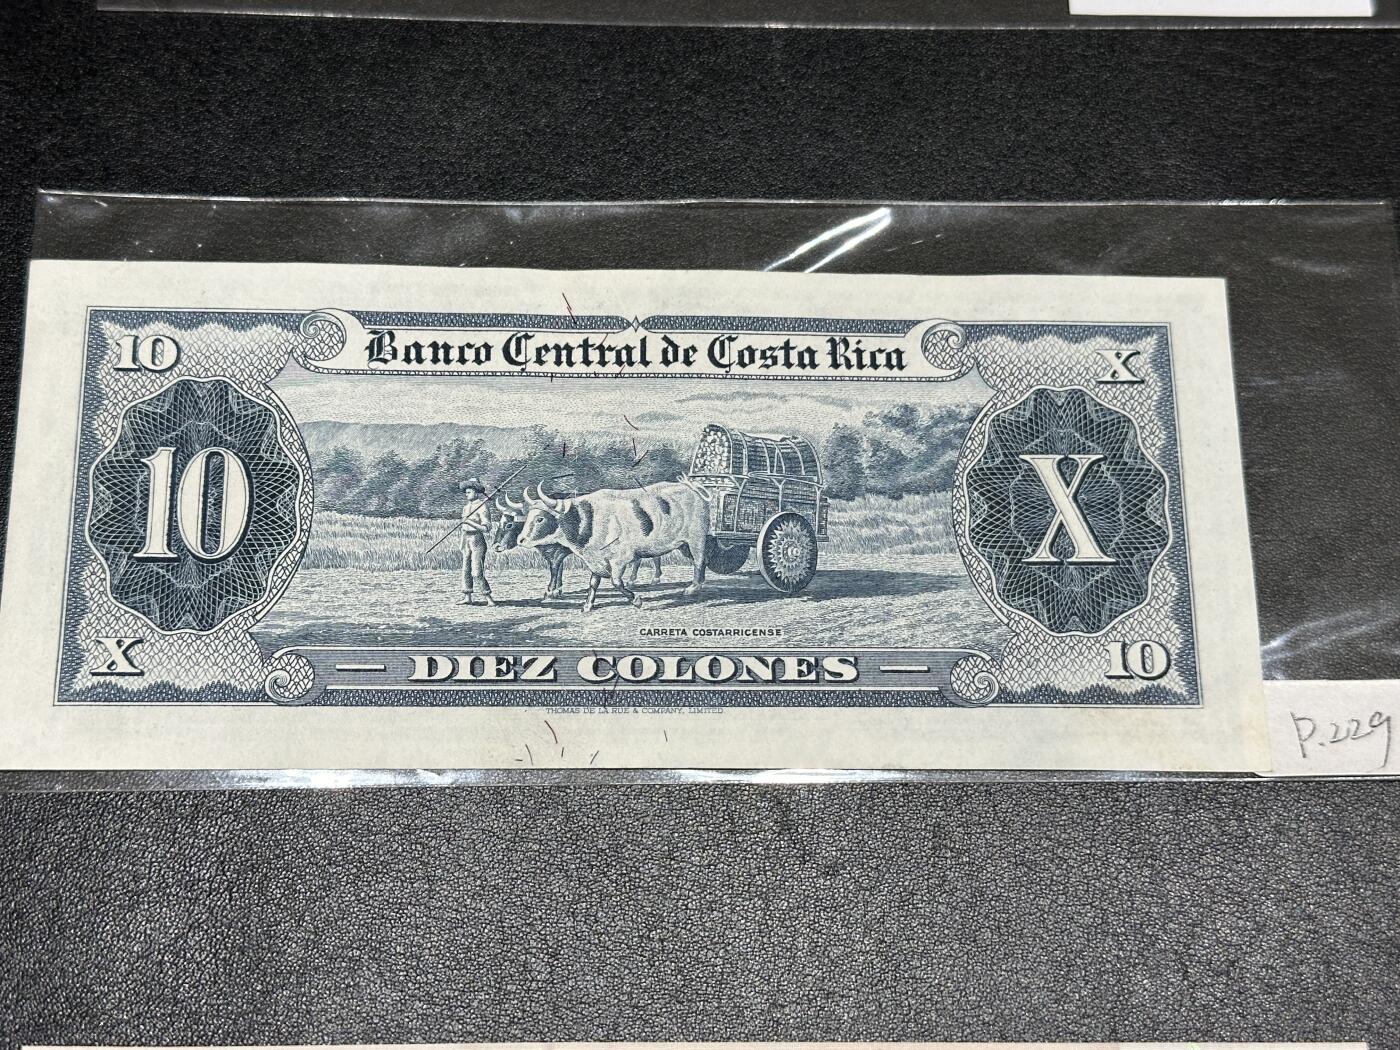 Banco Central de Costa Rica
10
X
10
X
CARRETA COSTARRICENSE
X
— DIEZ COLONES —
10
THOMAS DE LA RUE & COMPANY, LIMITED.
P.229